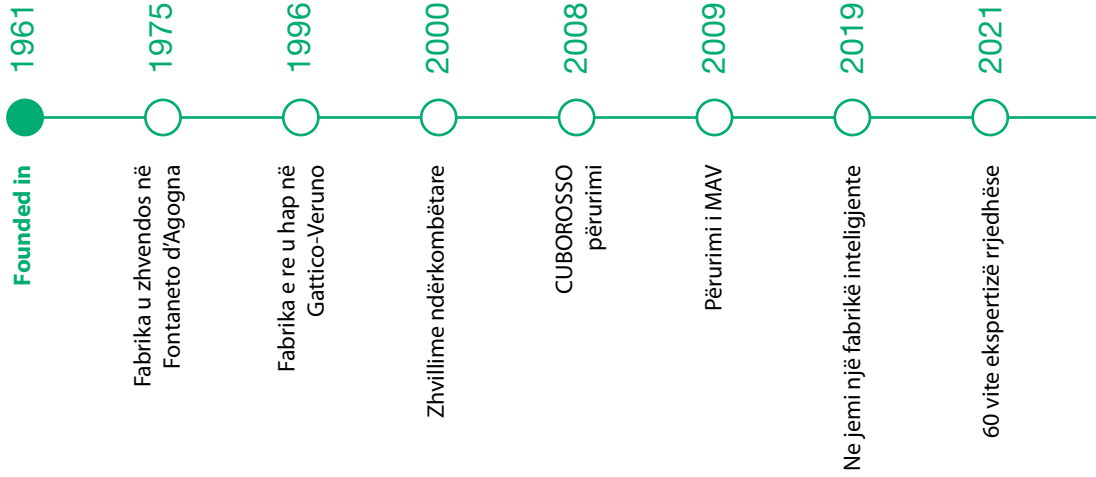 1961
Founded in
1975
Fabrika u zhvendos në
Fontaneto d'Agogna
1996
Fabrika e re u hap në
Gattico-Veruno
2000
Zhvillime ndërkombëtare
2008
CUBOROSSO
përurimi
2009
Përurimi i MAV
2019
Ne jemi një fabrikë inteligjente
2021
60 vite ekspertizë rrjedhëse